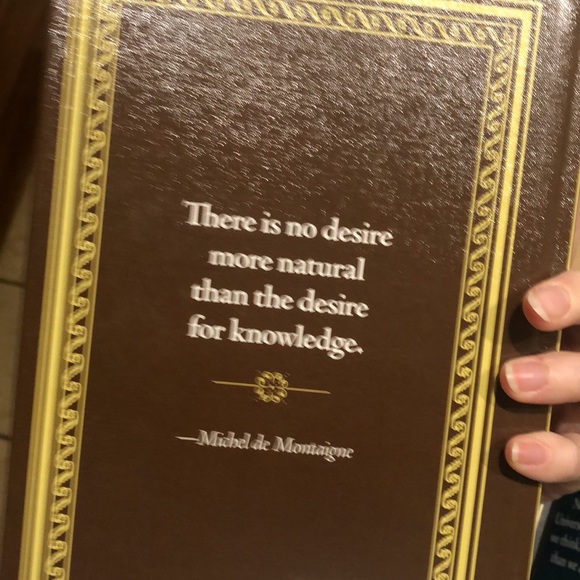 There is no desire
more natural
than the desire
for knowledge.
—Michel de Montaigne